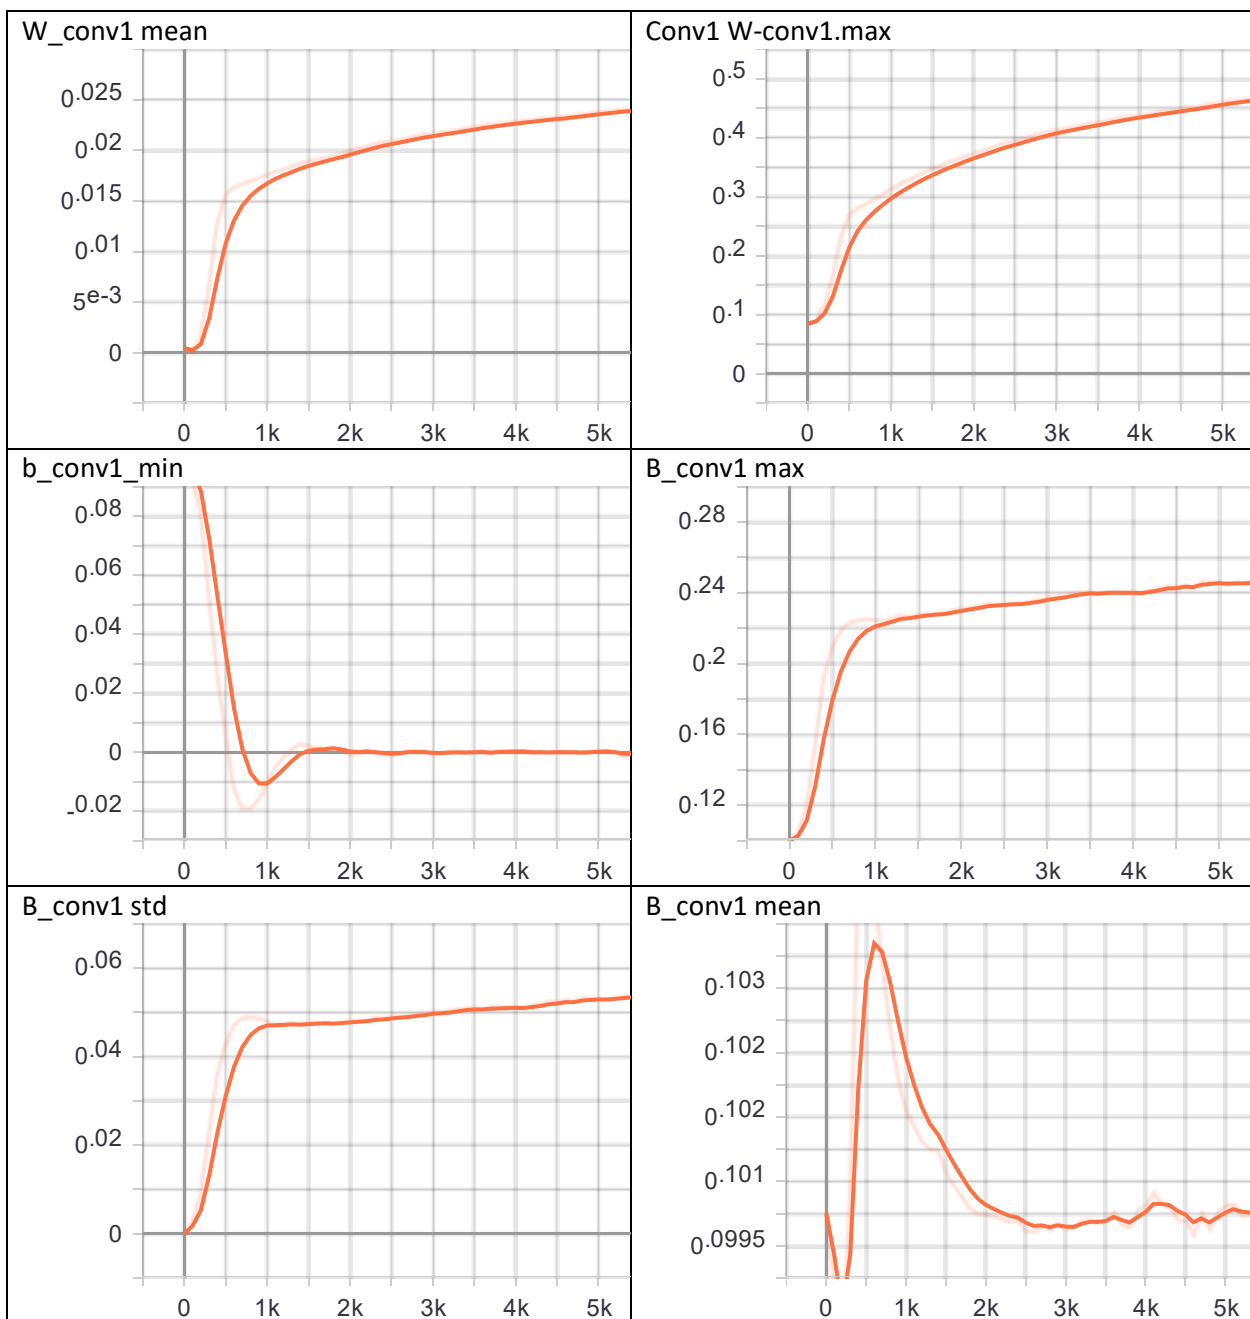 W_conv1 mean
0.025
0.02
0.015
0.01
5e-3
0
0 1k 2k 3k 4k 5k
Conv1 W-conv1.max
0.5
0.4
0.3
0.2
0.1
0
0 1k 2k 3k 4k 5k
b_conv1_min
0.08
0.06
0.04
0.02
0
-0.02
0 1k 2k 3k 4k 5k
B_conv1 max
0.28
0.24
0.2
0.16
0.12
0 1k 2k 3k 4k 5k
B_conv1 std
0.06
0.04
0.02
0
0 1k 2k 3k 4k 5k
B_conv1 mean
0.103
0.102
0.102
0.101
0.0995
0 1k 2k 3k 4k 5k